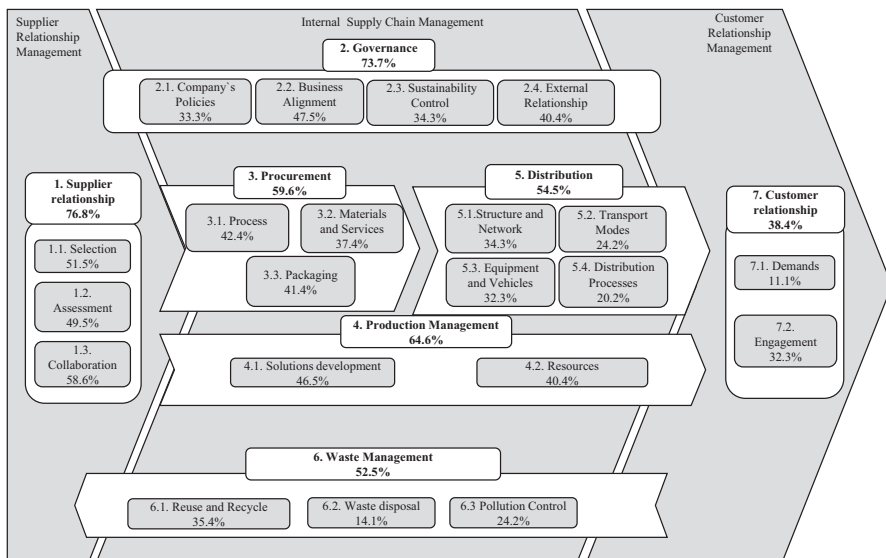 Supplier
Relationship
Management
Internal Supply Chain Management
Customer
Relationship
Management
2. Governance
73.7%
2.1. Company`s
Policies
33.3%
2.2. Business
Alignment
47.5%
2.3. Sustainability
Control
34.3%
2.4. External
Relationship
40.4%
1. Supplier
relationship
76.8%
1.1. Selection
51.5%
1.2.
Assessment
49.5%
1.3.
Collaboration
58.6%
3. Procurement
59.6%
3.1. Process
42.4%
3.2. Materials
and Services
37.4%
3.3. Packaging
41.4%
5. Distribution
54.5%
5.1.Structure and
Network
34.3%
5.2. Transport
Modes
24.2%
5.3. Equipment
and Vehicles
32.3%
5.4. Distribution
Processes
20.2%
7. Customer
relationship
38.4%
7.1. Demands
11.1%
7.2.
Engagement
32.3%
4. Production Management
64.6%
4.1. Solutions development
46.5%
4.2. Resources
40.4%
6. Waste Management
52.5%
6.1. Reuse and Recycle
35.4%
6.2. Waste disposal
14.1%
6.3 Pollution Control
24.2%